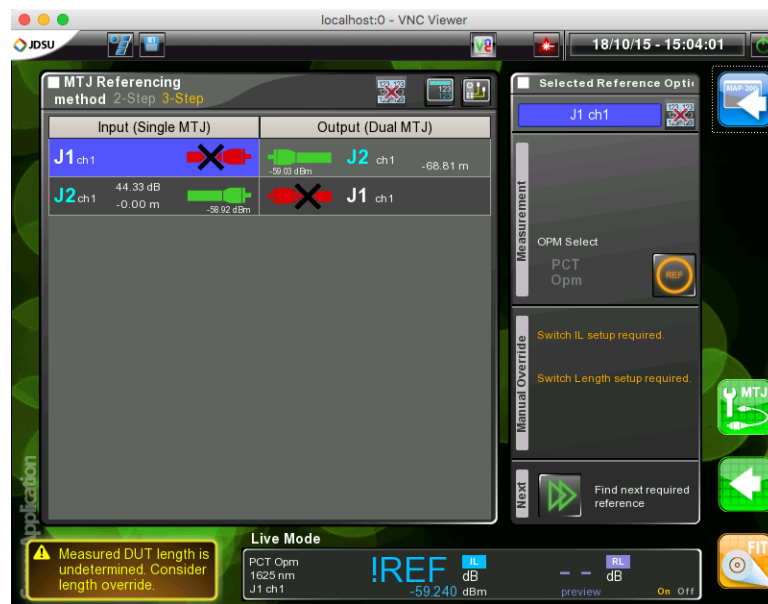 localhost:0 - VNC Viewer
JDSU
18/10/15 - 15:04:01
MTJ Referencing
method 2-Step 3-Step
123
Input (Single MTJ)
Output (Dual MTJ)
J1 ch1
-59.03 dBm
J2 ch1
-68.81 m
J2 ch1
44.33 dB
-0.00 m
-58.92 dBm
J1 ch1
Selected Reference Opti
J1 ch1
Measurement
OPM Select
PCT
Opm
REF
Manual Override
Switch IL setup required.
Switch Length setup required.
Next
Find next required
reference
MAP-200
MTJ
FIT
Application
Measured DUT length is
undetermined. Consider
length override.
Live Mode
PCT Opm
1625 nm
J1 ch1
!REF
IL
dB
-59.240 dBm
- -
RL
dB
preview
On Off